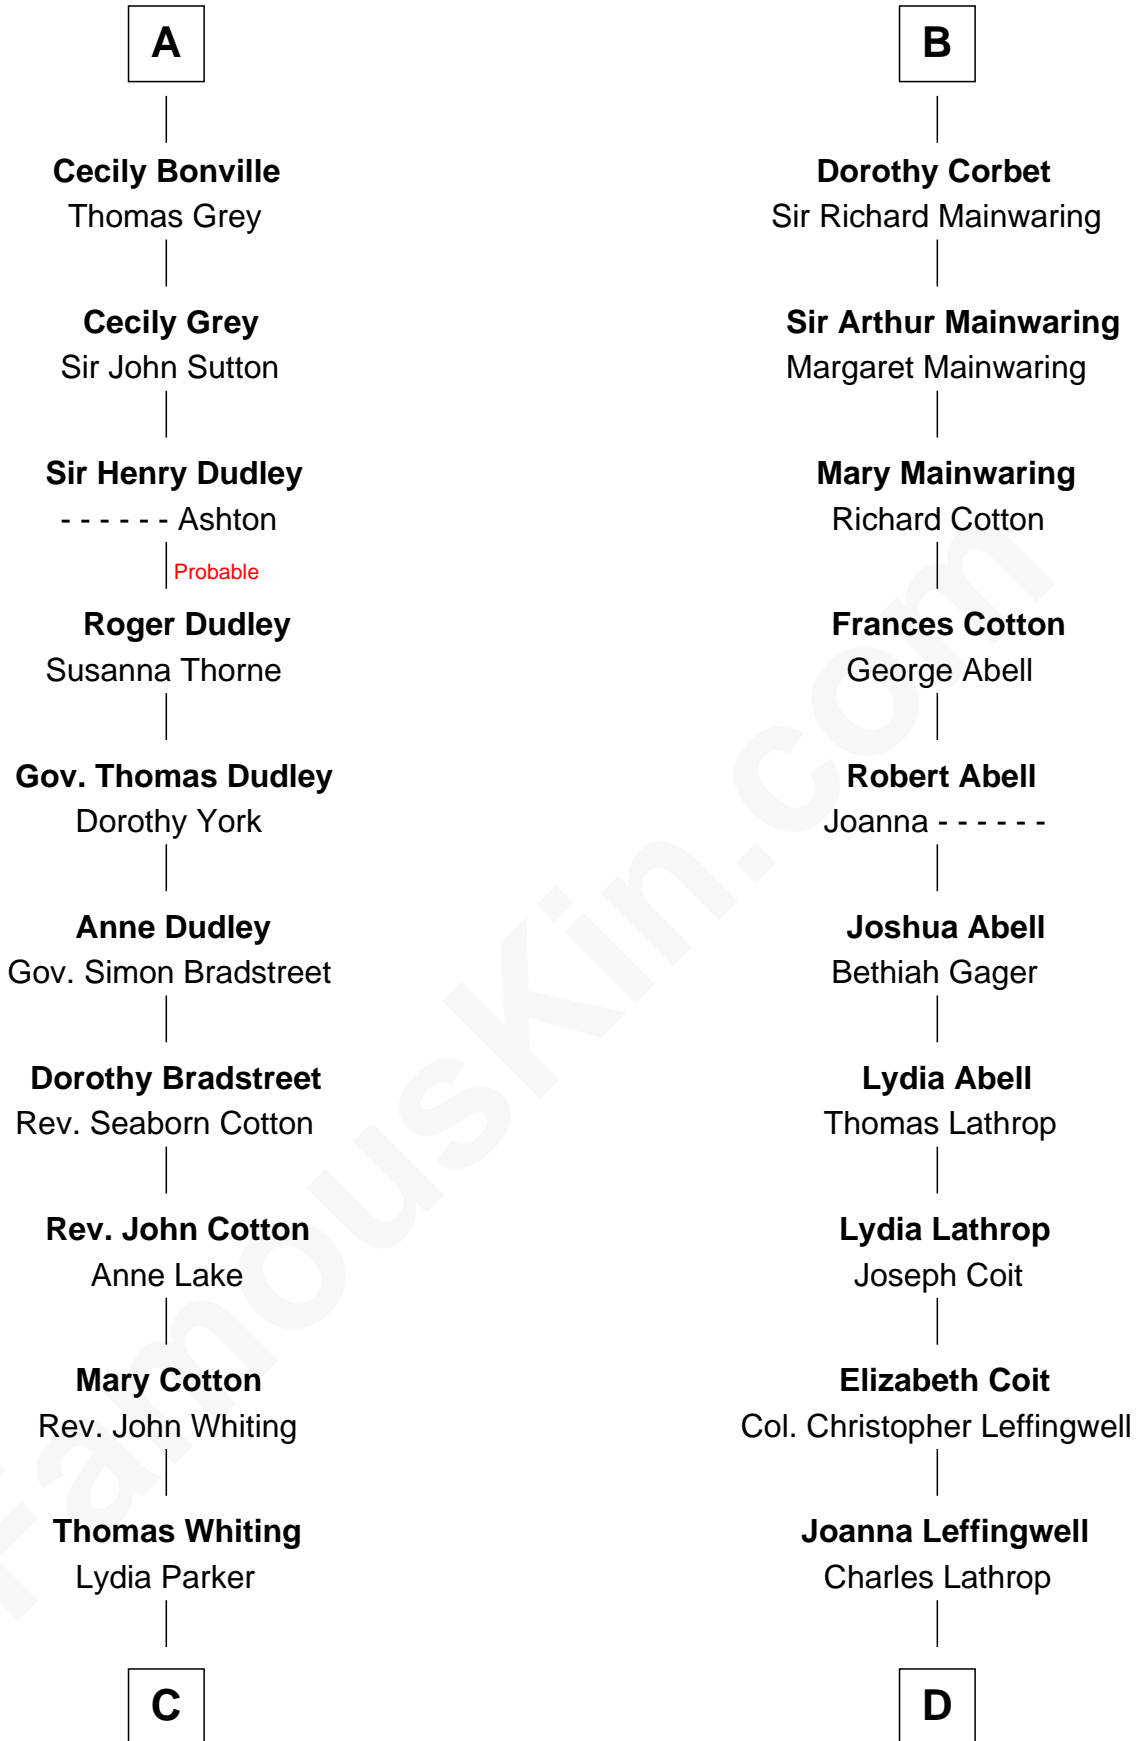 A
Cecily Bonville
Thomas Grey
Cecily Grey
Sir John Sutton
Sir Henry Dudley
- - - - - - Ashton
Probable
Roger Dudley
Susanna Thorne
Gov. Thomas Dudley
Dorothy York
Anne Dudley
Gov. Simon Bradstreet
Dorothy Bradstreet
Rev. Seaborn Cotton
Rev. John Cotton
Anne Lake
Mary Cotton
Rev. John Whiting
Thomas Whiting
Lydia Parker
C
B
Dorothy Corbet
Sir Richard Mainwaring
Sir Arthur Mainwaring
Margaret Mainwaring
Mary Mainwaring
Richard Cotton
Frances Cotton
George Abell
Robert Abell
Joanna - - - - - -
Joshua Abell
Bethiah Gager
Lydia Abell
Thomas Lathrop
Lydia Lathrop
Joseph Coit
Elizabeth Coit
Col. Christopher Leffingwell
Joanna Leffingwell
Charles Lathrop
D
FamousKin.com